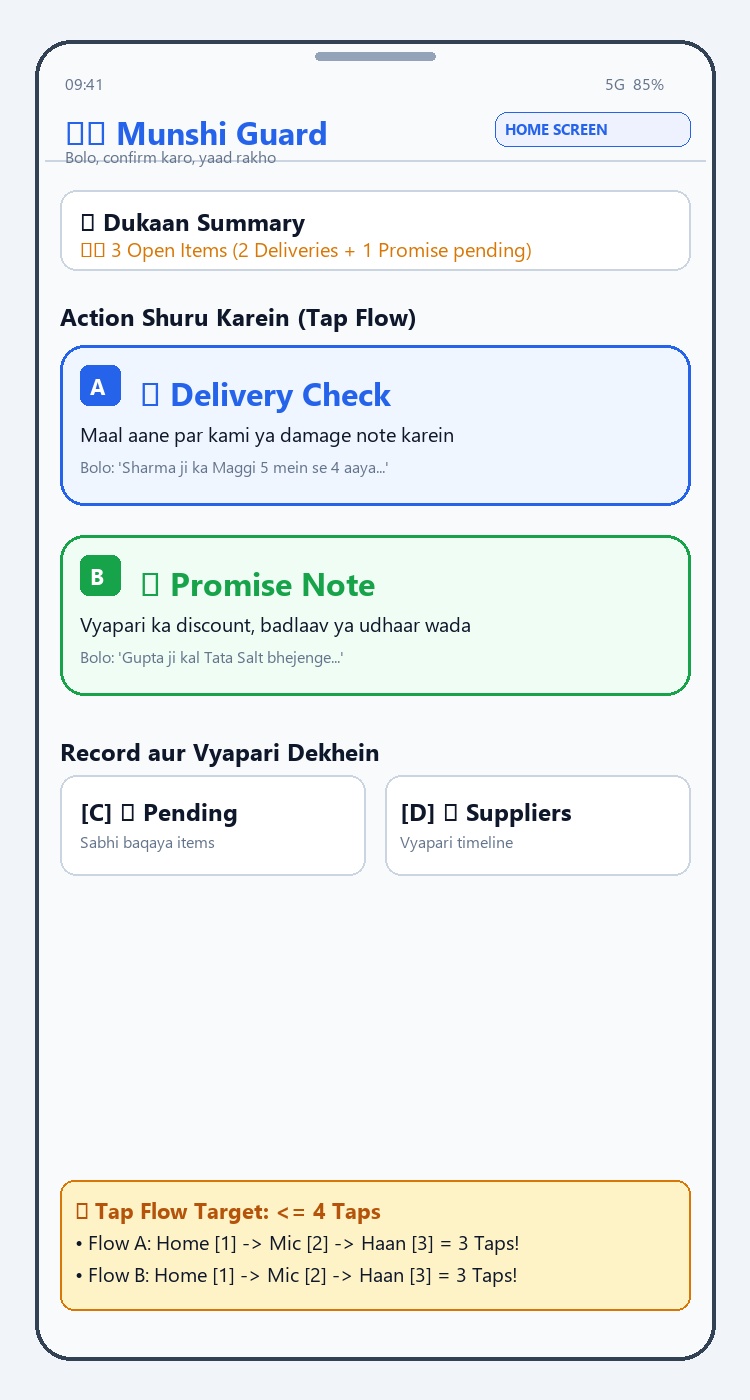 09:41
5G 85%
Munshi Guard
HOME SCREEN
Bolo, confirm karo, yaad rakho
Dukaan Summary
3 Open Items (2 Deliveries + 1 Promise pending)
Action Shuru Karein (Tap Flow)
A
Delivery Check
Maal aane par kami ya damage note karein
Bolo: 'Sharma ji ka Maggi 5 mein se 4 aaya...'
B
Promise Note
Vyapari ka discount, badlaav ya udhaar wada
Bolo: 'Gupta ji kal Tata Salt bhejenge...'
Record aur Vyapari Dekhein
[C] Pending
Sabhi baqaya items
[D] Suppliers
Vyapari timeline
Tap Flow Target: <= 4 Taps
• Flow A: Home [1] -> Mic [2] -> Haan [3] = 3 Taps!
• Flow B: Home [1] -> Mic [2] -> Haan [3] = 3 Taps!